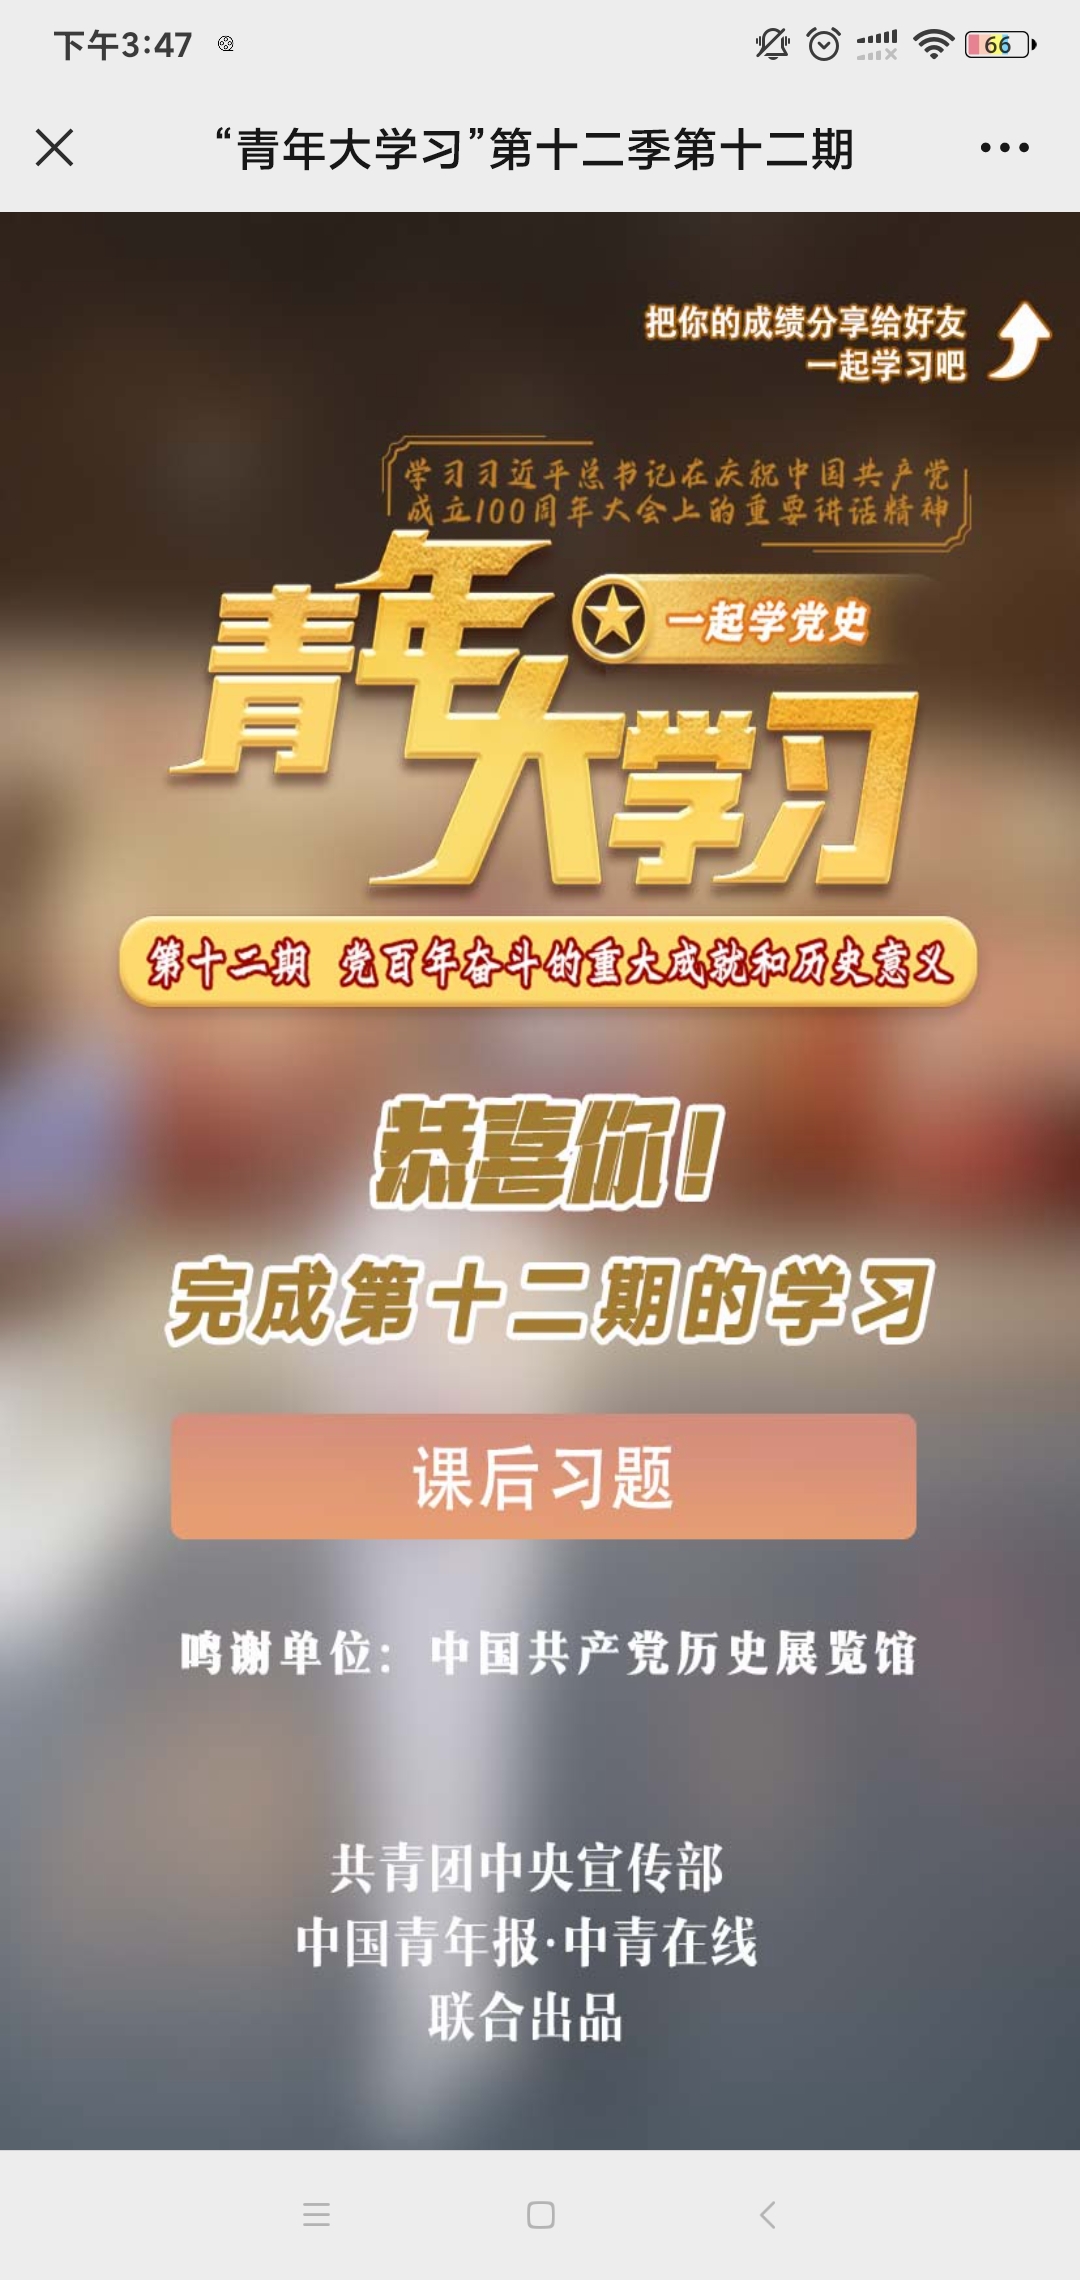 下午3:47
66
“青年大学习”第十二季第十二期
把你的成绩分享给好友
一起学习吧
学习习近平总书记在庆祝中国共产党
成立100周年大会上的重要讲话精神
青年大学习
一起学党史
第十二期 党百年奋斗的重大成就和历史意义
恭喜你!
完成第十二期的学习
课后习题
鸣谢单位：中国共产党历史展览馆
共青团中央宣传部
中国青年报·中青在线
联合出品